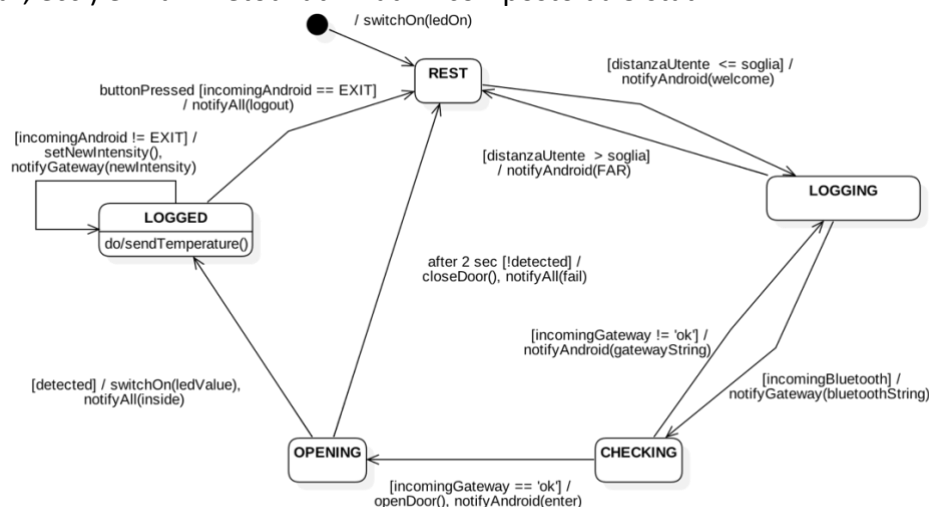 / switchOn(ledOn)
REST
[distanzaUtente <= soglia] /
notifyAndroid(welcome)
buttonPressed [incomingAndroid == EXIT]
/ notifyAll(logout)
[incomingAndroid != EXIT] /
setNewIntensity(),
notifyGateway(newIntensity)
[distanzaUtente > soglia]
/ notifyAndroid(FAR)
LOGGING
LOGGED
do/sendTemperature()
after 2 sec [!detected] /
closeDoor(), notifyAll(fail)
[incomingGateway != 'ok'] /
notifyAndroid(gatewayString)
[incomingBluetooth] /
notifyGateway(bluetoothString)
[detected] / switchOn(ledValue),
notifyAll(inside)
OPENING
CHECKING
[incomingGateway == 'ok'] /
openDoor(), notifyAndroid(enter)